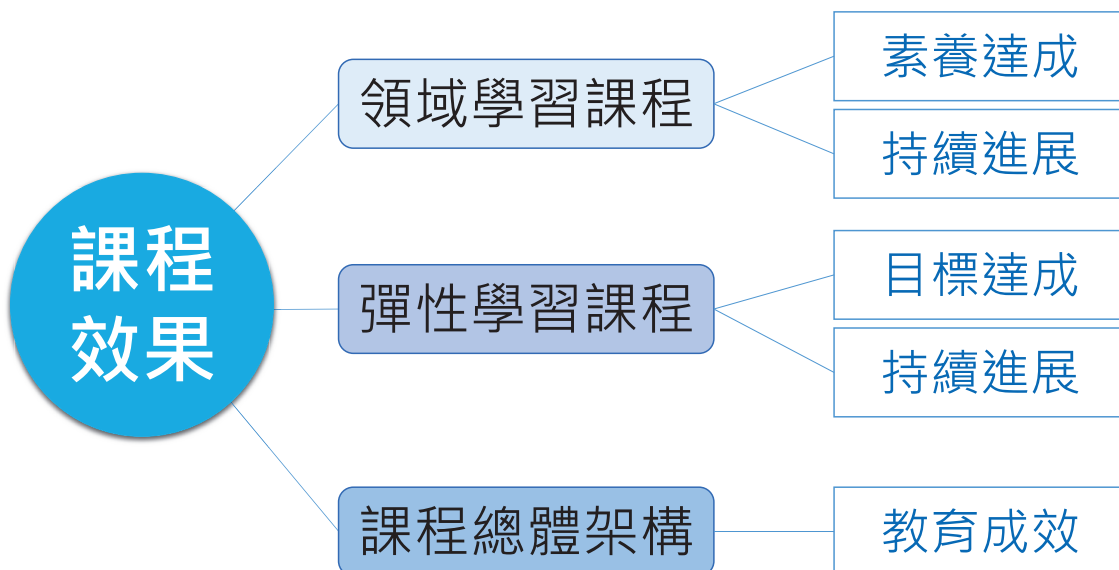 課程
效果
領域學習課程
素養達成
持續進展
彈性學習課程
目標達成
持續進展
課程總體架構
教育成效